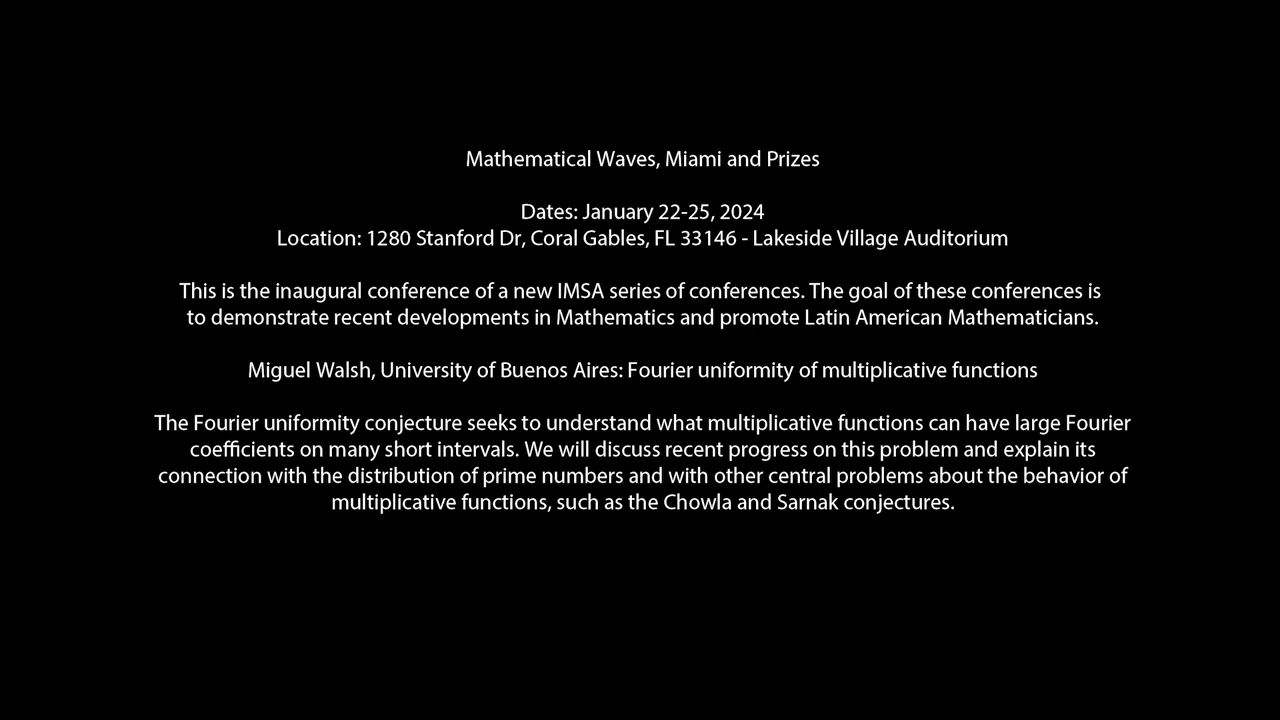 Mathematical Waves, Miami and Prizes
Dates: January 22-25, 2024
Location: 1280 Stanford Dr, Coral Gables, FL 33146 - Lakeside Village Auditorium
This is the inaugural conference of a new IMSA series of conferences. The goal of these conferences is
to demonstrate recent developments in Mathematics and promote Latin American Mathematicians.
Miguel Walsh, University of Buenos Aires: Fourier uniformity of multiplicative functions
The Fourier uniformity conjecture seeks to understand what multiplicative functions can have large Fourier
coefficients on many short intervals. We will discuss recent progress on this problem and explain its
connection with the distribution of prime numbers and with other central problems about the behavior of
multiplicative functions, such as the Chowla and Sarnak conjectures.